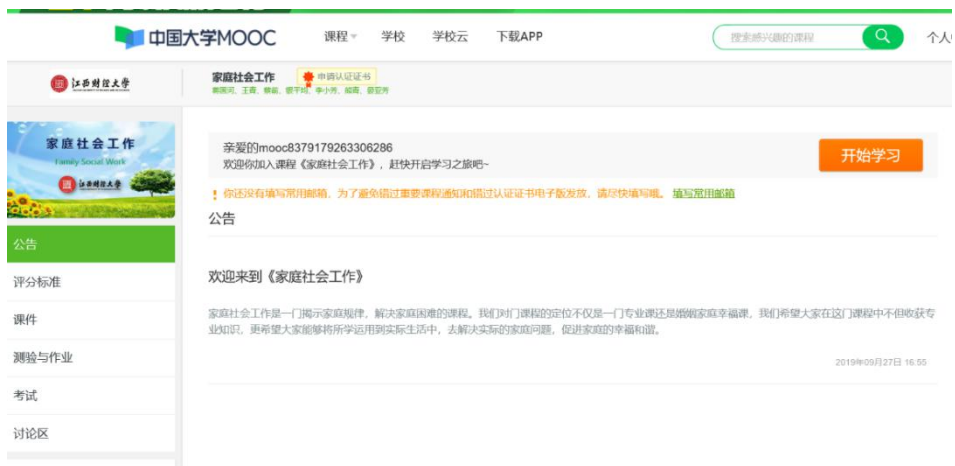 中国大学MOOC
课程
学校
学校云
下载APP
搜索感兴趣的课程
个人
江西财经大学
家庭社会工作
申请认证证书
家庭社会工作
Family Social Work
江西财经大学
亲爱的mooc8379179263306286
欢迎你加入课程《家庭社会工作》，赶快开启学习之旅吧~
开始学习
你还没有填写常用邮箱，为了避免错过重要课程通知和错过认证证书电子版发放，请尽快填写哦。 填写常用邮箱
公告
公告
评分标准
课件
测验与作业
考试
讨论区
欢迎来到《家庭社会工作》
家庭社会工作是一门揭示家庭规律，解决家庭困难的课程。我们对门课程的定位不仅是一门专业课还是婚姻家庭幸福课，我们希望大家在这门课程中不但收获专
业知识，更希望大家能够将所学运用到实际生活中，去解决实际的家庭问题，促进家庭的幸福和谐。
2019年09月27日 16:55